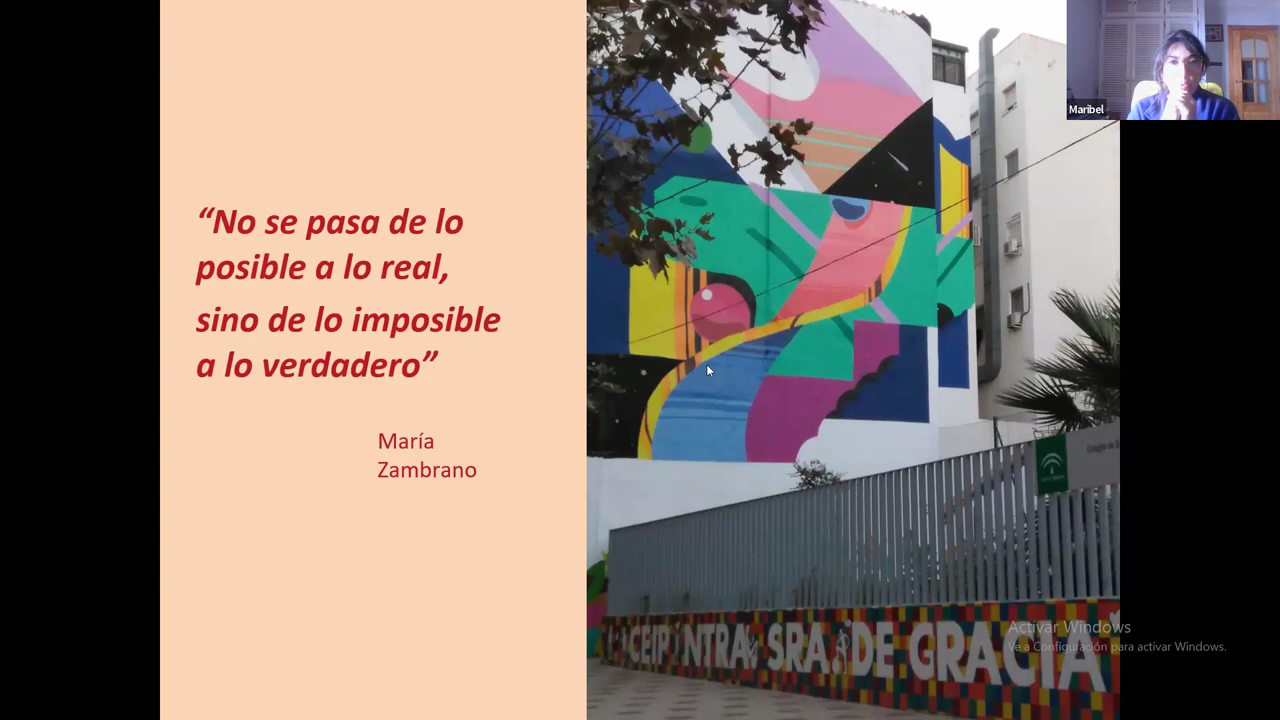 “No se pasa de lo
posible a lo real,
sino de lo imposible
a lo verdadero”
María
Zambrano
Maribel
CEIP NTRA SRA DE GRACIA
Activar Windows
Ve a Configuración para activar Windows.